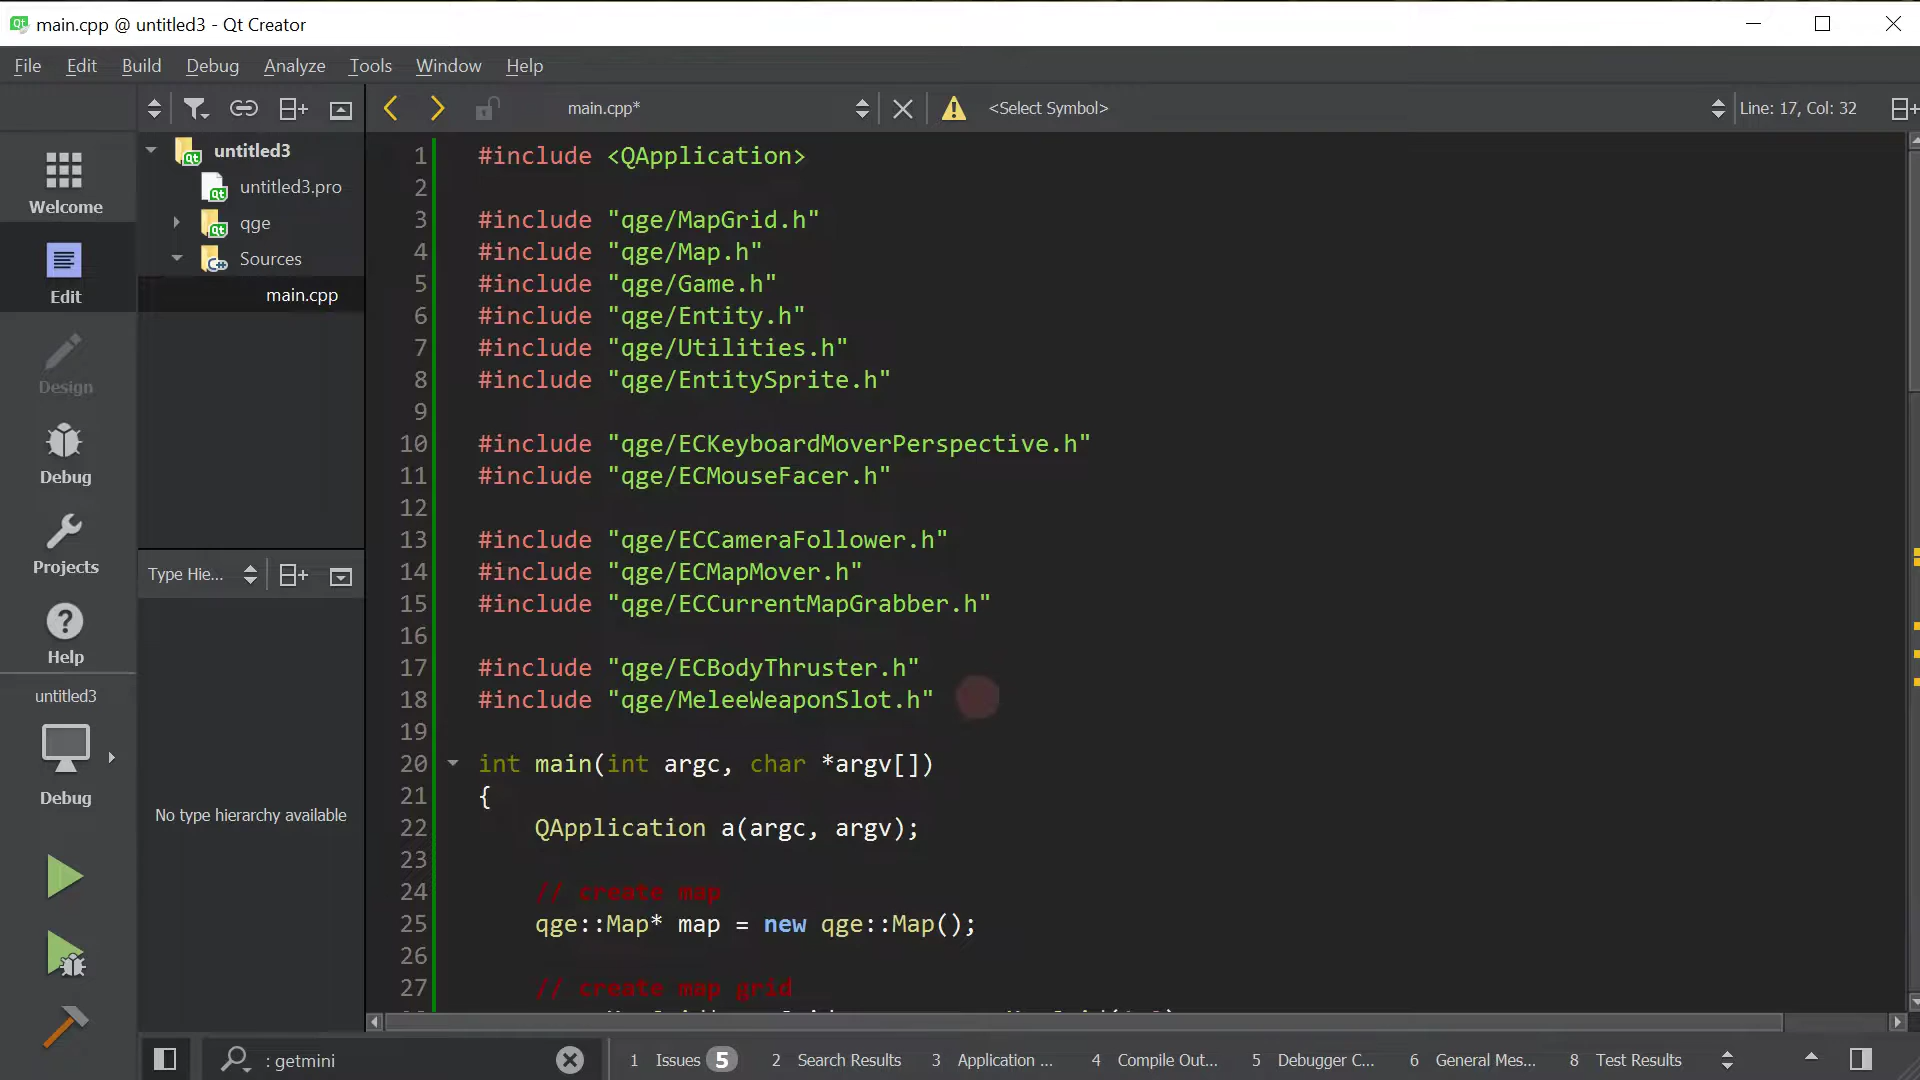 main.cpp @ untitled3 - Qt Creator
File Edit Build Debug Analyze Tools Window Help
main.cpp* <Select Symbol> Line: 17, Col: 32
Welcome
Edit
Design
Debug
Projects
Help
untitled3
Debug
untitled3
untitled3.pro
qge
Sources
main.cpp
Type Hie...
No type hierarchy available
1 #include <QApplication>
2
3 #include "qge/MapGrid.h"
4 #include "qge/Map.h"
5 #include "qge/Game.h"
6 #include "qge/Entity.h"
7 #include "qge/Utilities.h"
8 #include "qge/EntitySprite.h"
9
10 #include "qge/ECKeyboardMoverPerspective.h"
11 #include "qge/ECMouseFacer.h"
12
13 #include "qge/ECCameraFollower.h"
14 #include "qge/ECMapMover.h"
15 #include "qge/ECCurrentMapGrabber.h"
16
17 #include "qge/ECBodyThruster.h"
18 #include "qge/MeleeWeaponSlot.h"
19
20 int main(int argc, char *argv[])
21 {
22 QApplication a(argc, argv);
23
24 // create map
25 qge::Map* map = new qge::Map();
26
27 // create map grid
: getmini
1 Issues 5 2 Search Results 3 Application ... 4 Compile Out... 5 Debugger C... 6 General Mes... 8 Test Results